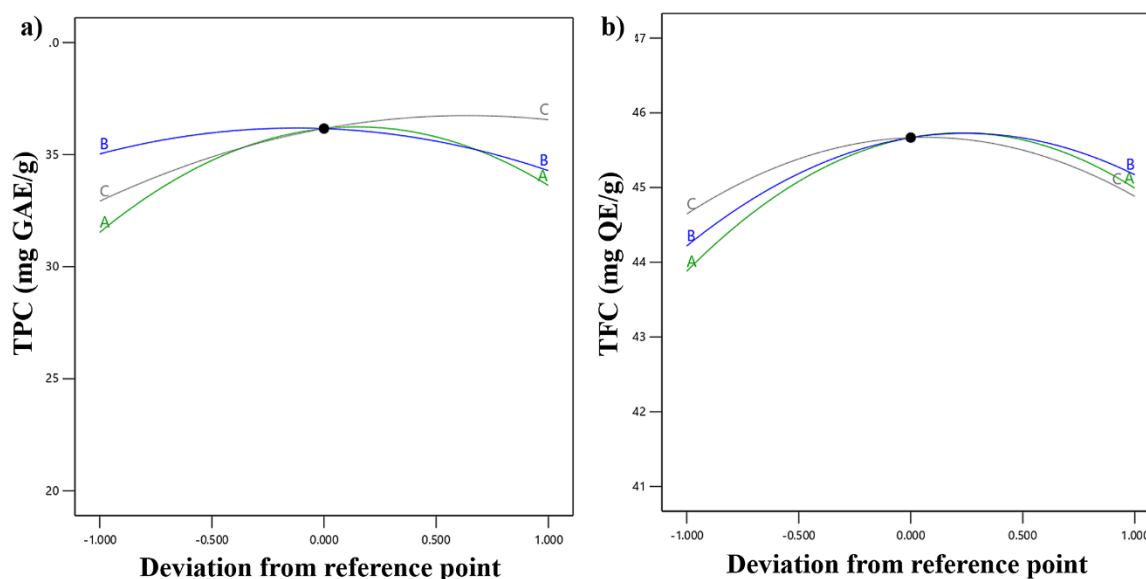 a)
.0
35
30
25
20
TPC (mg GAE/g)
B
C
A
C
B
A
-1.000
-0.500
0.000
0.500
1.000
Deviation from reference point
b)
47
46
45
44
43
42
41
TFC (mg QE/g)
C
B
A
B
C
A
-1.000
-0.500
0.000
0.500
1.000
Deviation from reference point